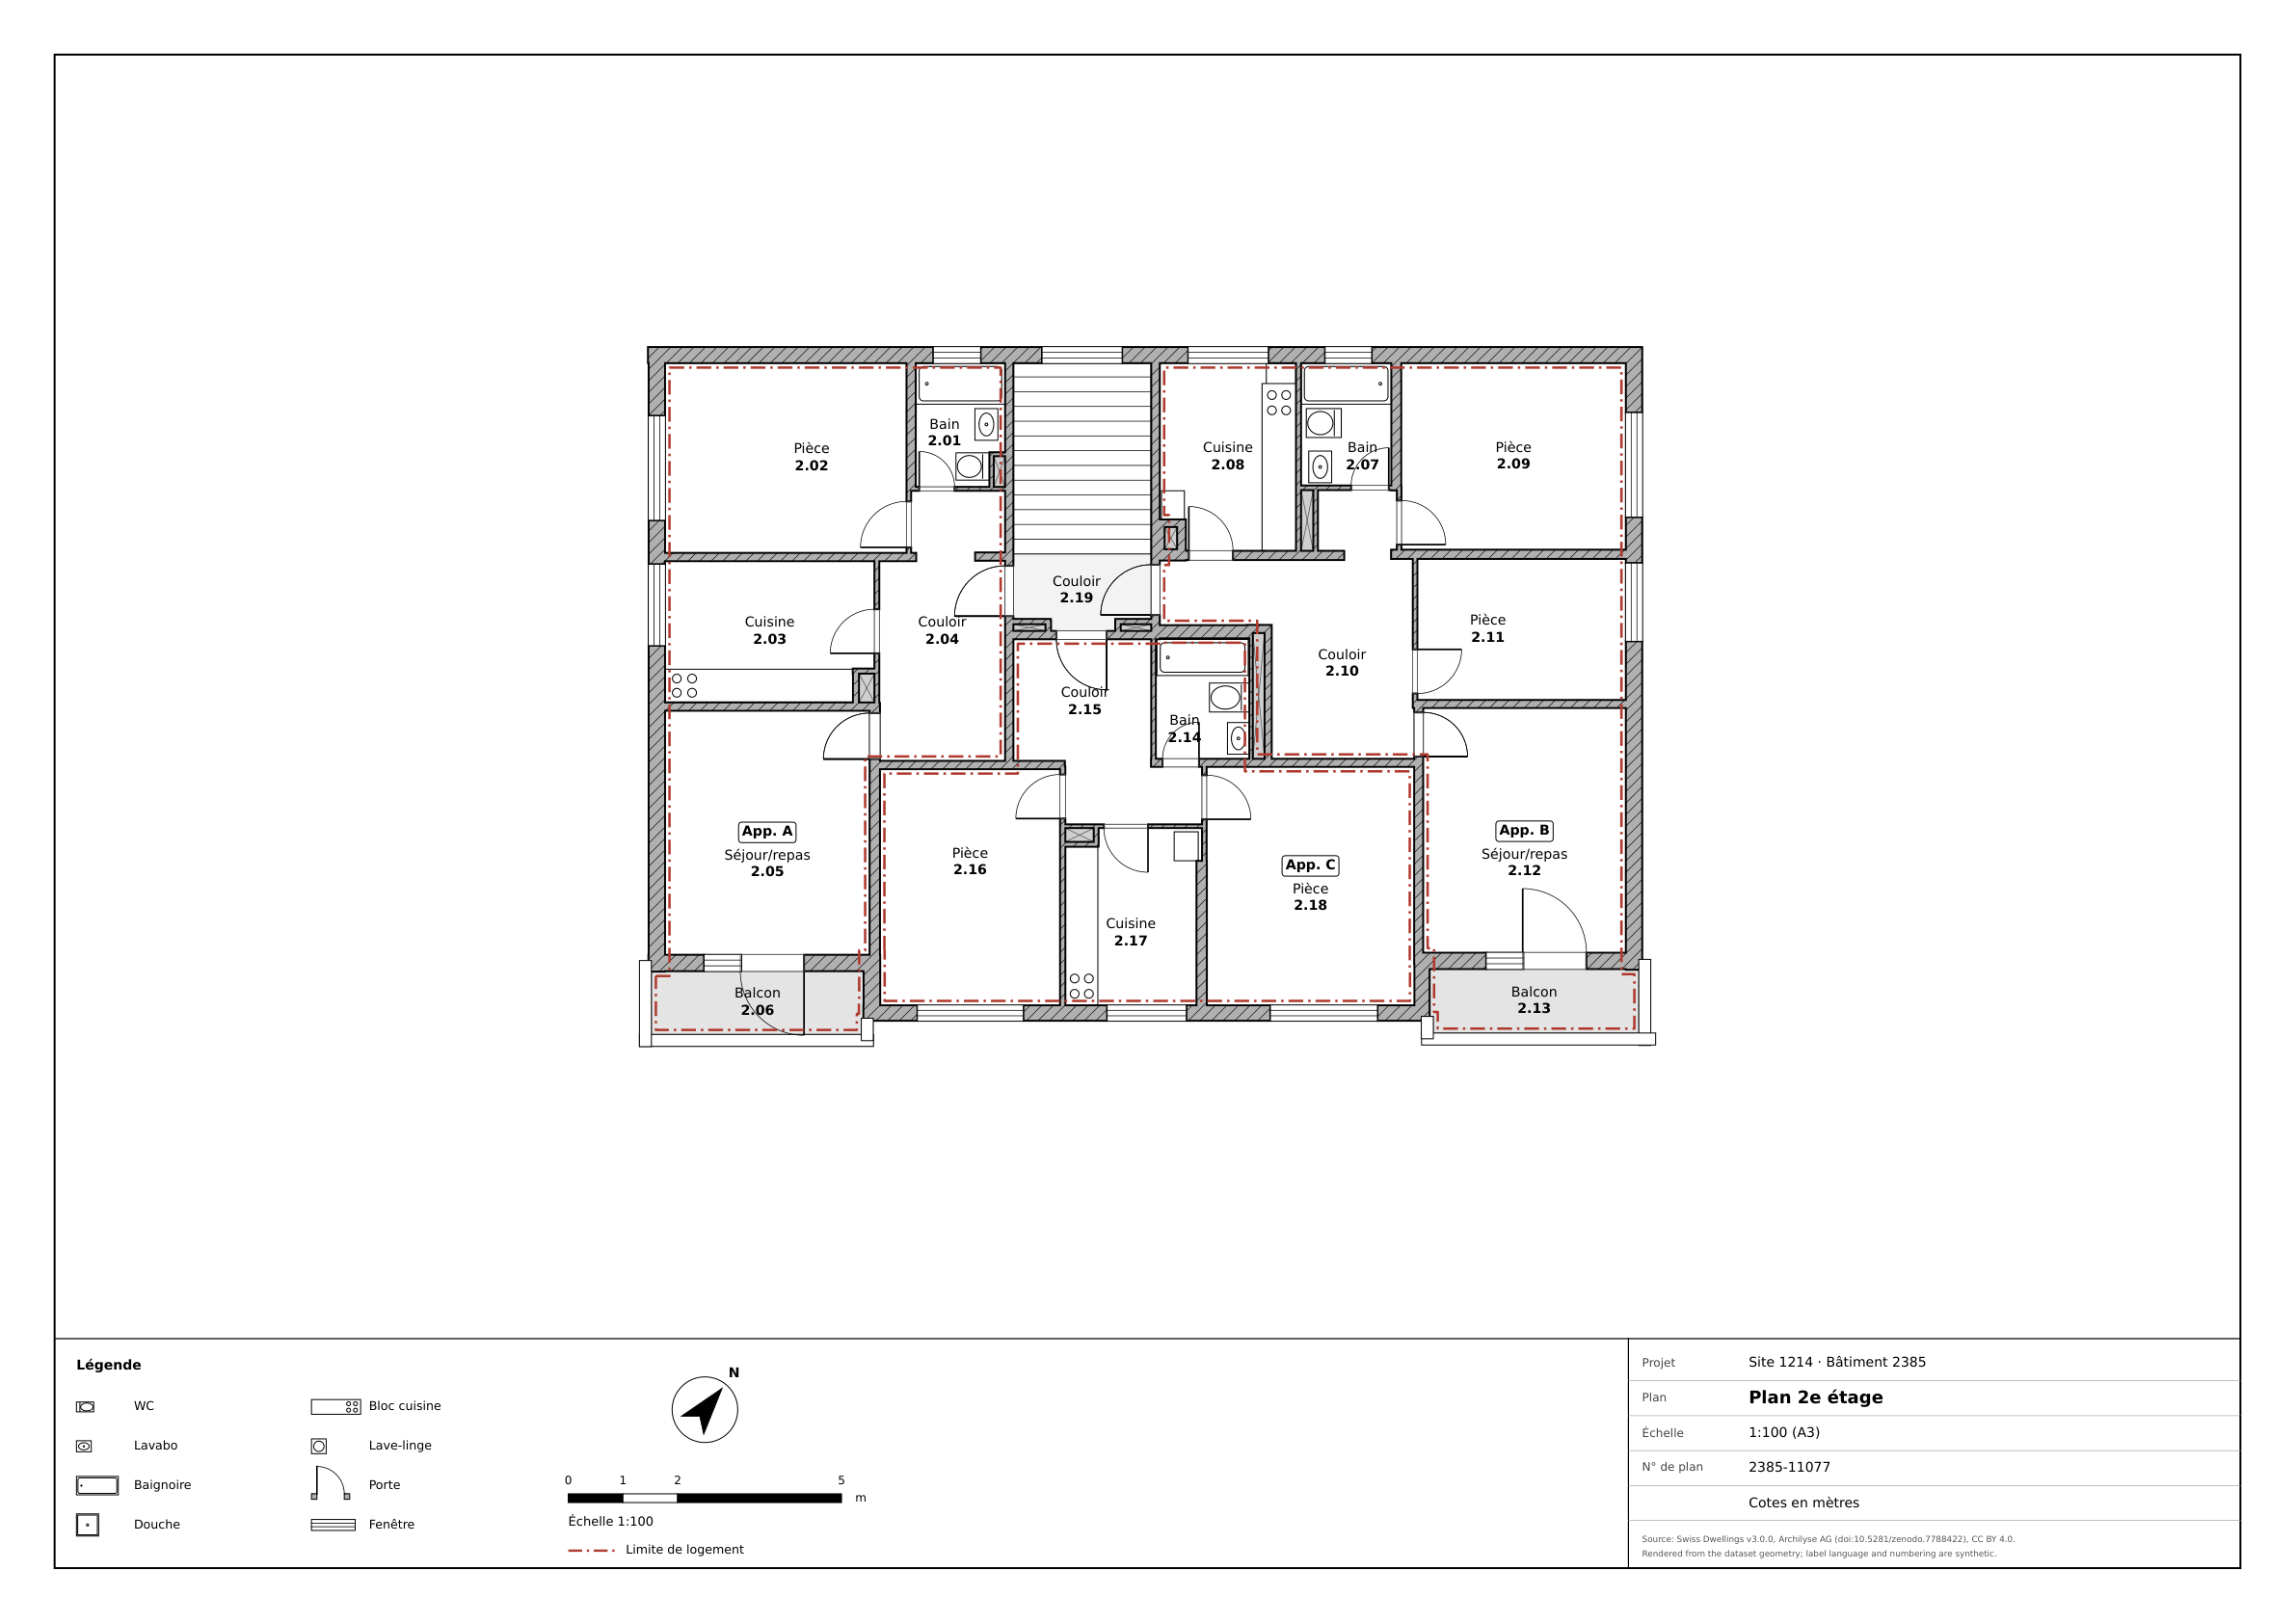 Bain
2.01
Pièce
2.02
Cuisine
2.08
Bain
2.07
Pièce
2.09
Couloir
2.19
Cuisine
2.03
Couloir
2.04
Pièce
2.11
Couloir
2.10
Couloir
2.15
Bain
2.14
App. A
Séjour/repas
2.05
Pièce
2.16
App. C
Pièce
2.18
App. B
Séjour/repas
2.12
Cuisine
2.17
Balcon
2.06
Balcon
2.13
Légende
WC
Lavabo
Baignoire
Douche
Bloc cuisine
Lave-linge
Porte
Fenêtre
N
0 1 2 5
m
Échelle 1:100
Limite de logement
Projet Site 1214 · Bâtiment 2385
Plan Plan 2e étage
Échelle 1:100 (A3)
N° de plan 2385-11077
Cotes en mètres
Source: Swiss Dwellings v3.0.0, Archilyse AG (doi:10.5281/zenodo.7788422), CC BY 4.0.
Rendered from the dataset geometry; label language and numbering are synthetic.